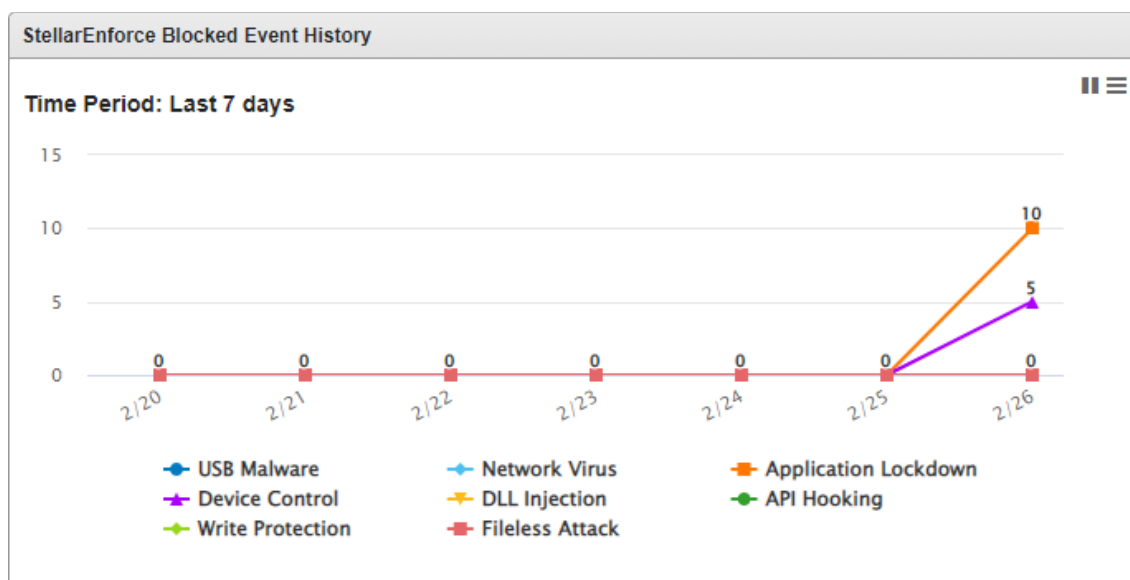 StellarEnforce Blocked Event History
Time Period: Last 7 days
15
10
10
5
5
0
0 0 0 0 0 0 0
2/20 2/21 2/22 2/23 2/24 2/25 2/26
USB Malware Network Virus Application Lockdown
Device Control DLL Injection API Hooking
Write Protection Fileless Attack